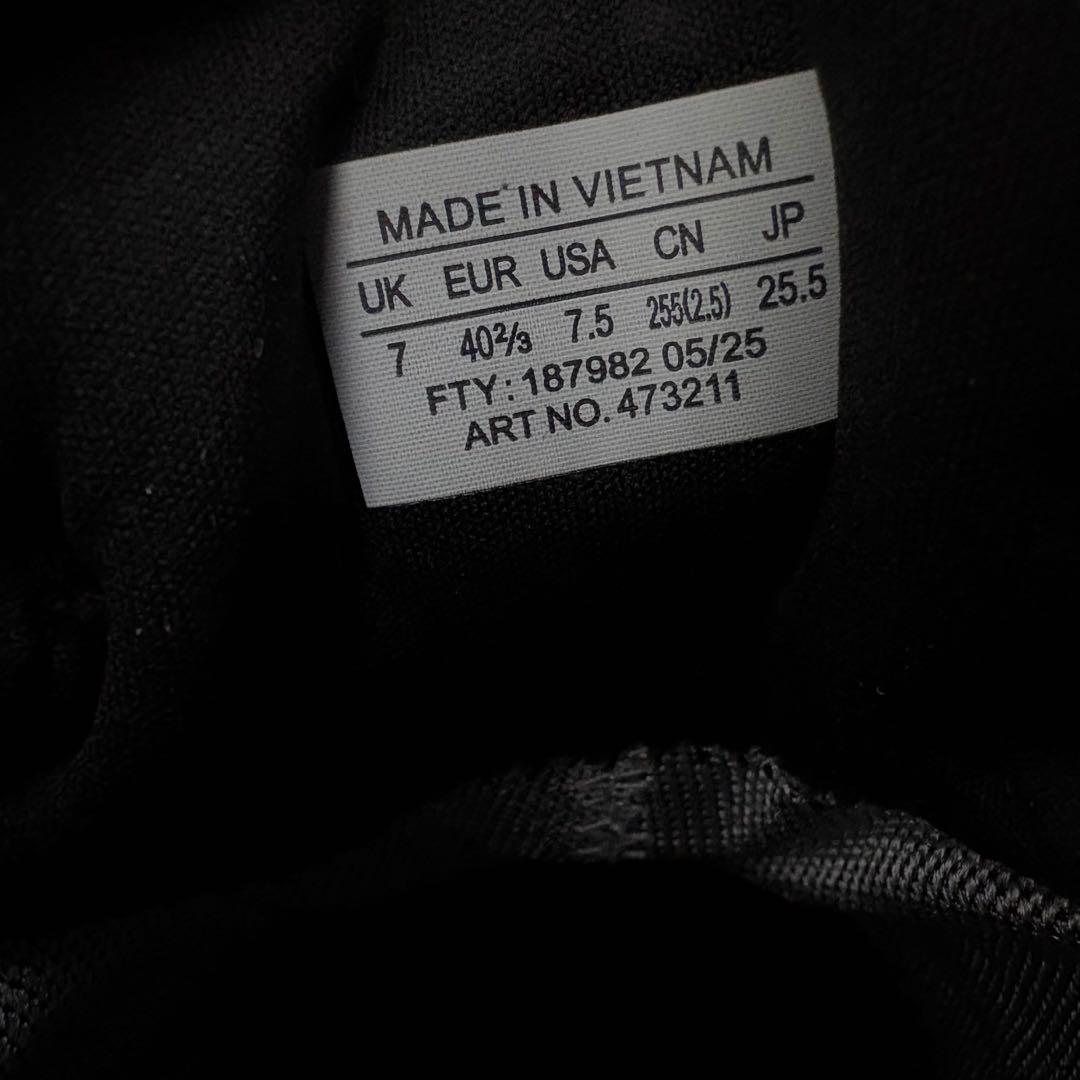 MADE IN VIETNAM
UK EUR USA CN JP
7 40⅔ 7.5 255(2.5) 25.5
FTY: 187982 05/25
ART NO. 473211